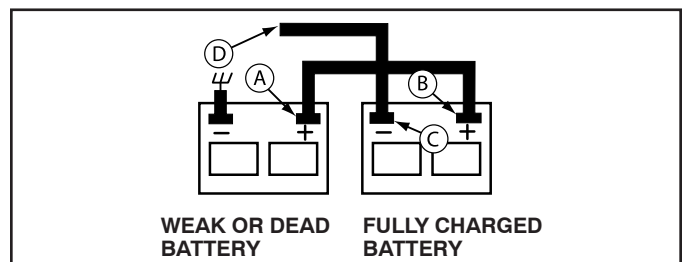 D
A
B
− + − +
C
WEAK OR DEAD FULLY CHARGED
BATTERY BATTERY